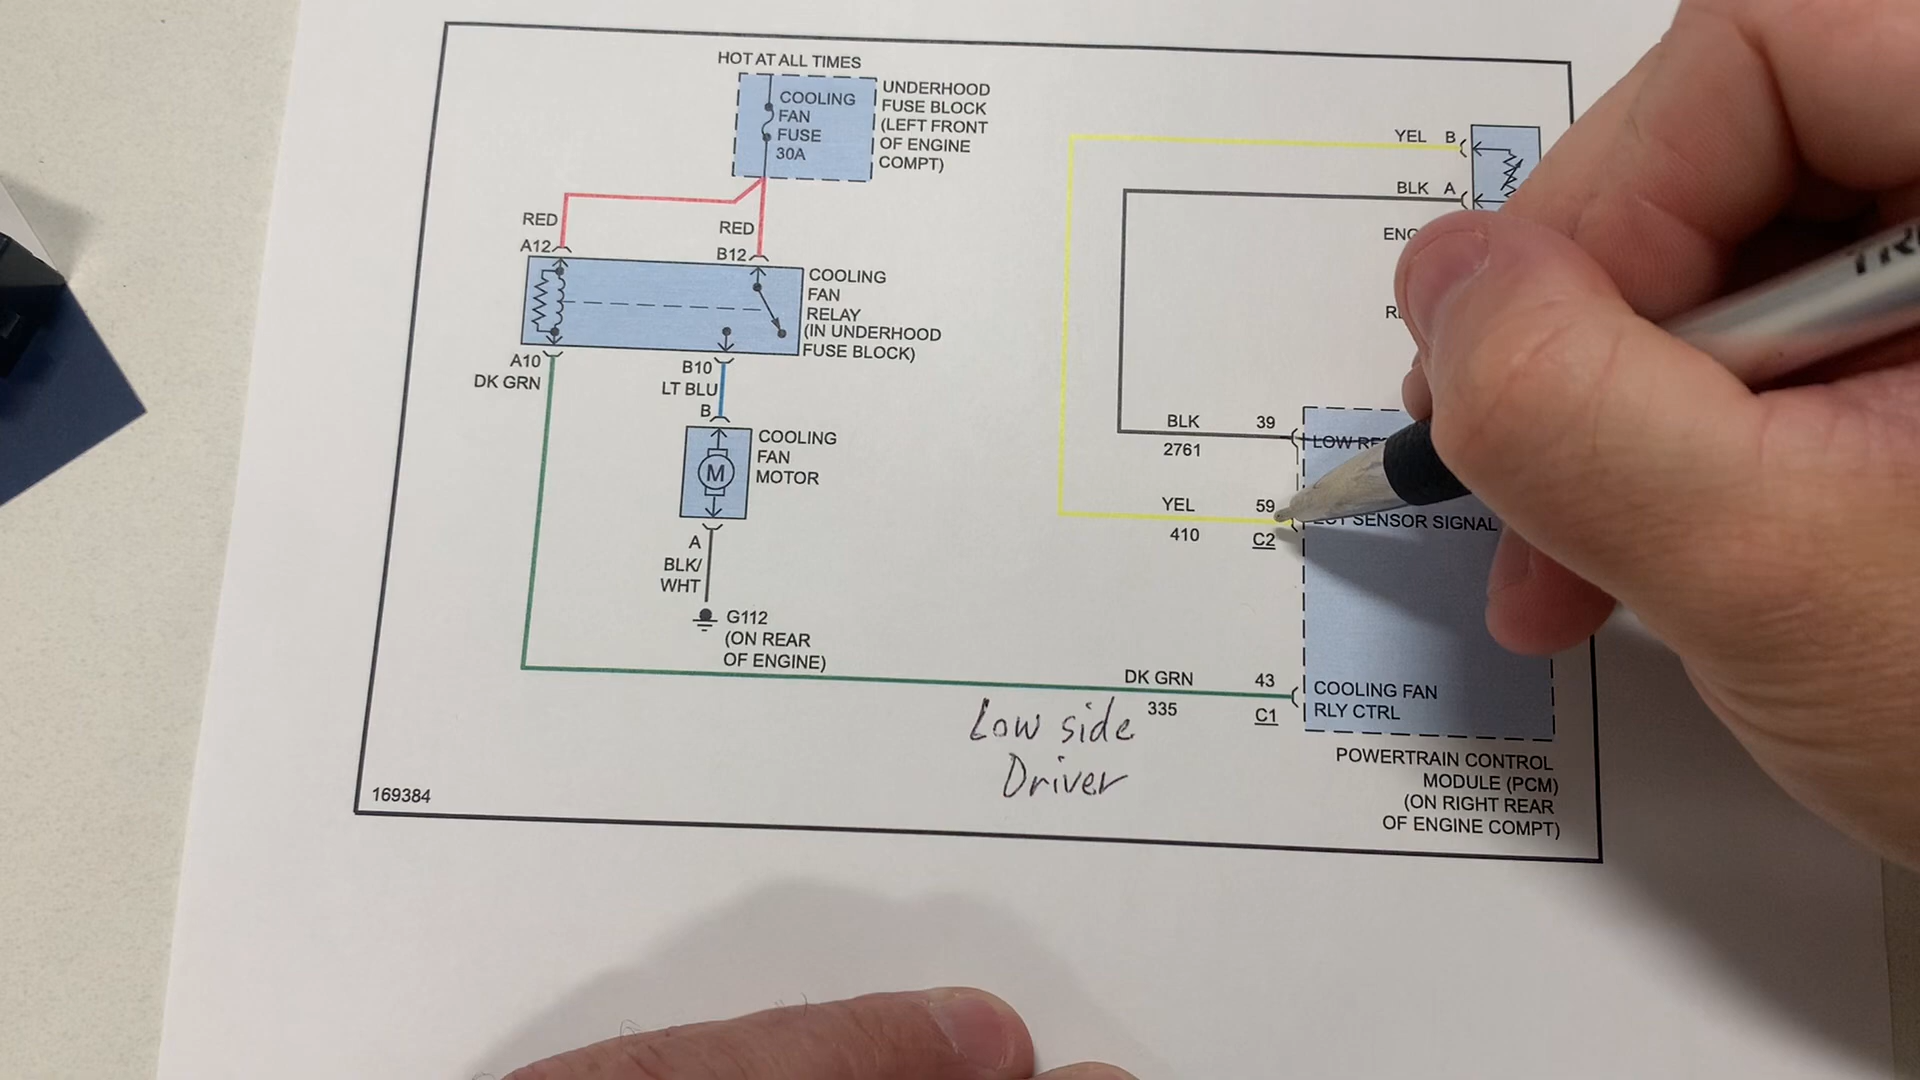 HOT AT ALL TIMES
COOLING
FAN
FUSE
30A
UNDERHOOD
FUSE BLOCK
(LEFT FRONT
OF ENGINE
COMPT)
RED
RED
A12
B12
COOLING
FAN
RELAY
(IN UNDERHOOD
FUSE BLOCK)
A10
DK GRN
B10
LT BLU
B
M
COOLING
FAN
MOTOR
A
BLK/
WHT
G112
(ON REAR
OF ENGINE)
YEL B
BLK A
BLK 39
2761
YEL 59
410 C2
SENSOR SIGNAL
DK GRN 43
335 C1
COOLING FAN
RLY CTRL
Low side
Driver
POWERTRAIN CONTROL
MODULE (PCM)
(ON RIGHT REAR
OF ENGINE COMPT)
169384